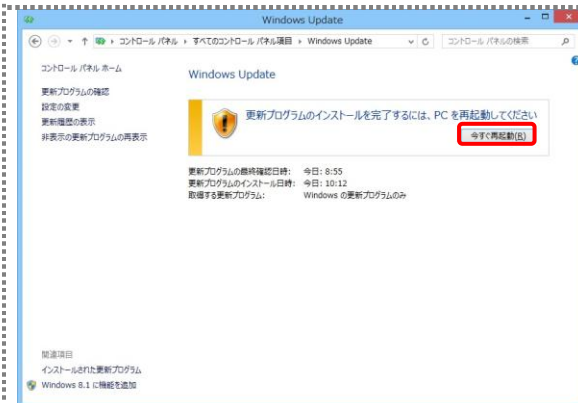 Windows Update
コントロール パネル ▸ すべてのコントロール パネル項目 ▸ Windows Update
コントロール パネルの検索
コントロール パネル ホーム
更新プログラムの確認
設定の変更
更新履歴の表示
非表示の更新プログラムの再表示
Windows Update
更新プログラムのインストールを完了するには、PC を再起動してください
今すぐ再起動(R)
更新プログラムの最終確認日時: 今日: 8:55
更新プログラムのインストール日時: 今日: 10:12
取得する更新プログラム: Windows の更新プログラムのみ
関連項目
インストールされた更新プログラム
Windows 8.1 に機能を追加